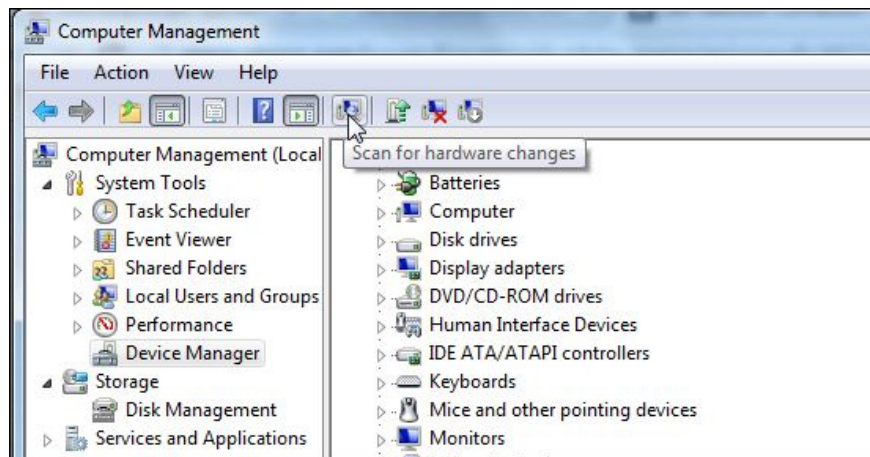 Computer Management
File Action View Help
Scan for hardware changes
Computer Management (Local
System Tools
Task Scheduler
Event Viewer
Shared Folders
Local Users and Groups
Performance
Device Manager
Storage
Disk Management
Services and Applications
Batteries
Computer
Disk drives
Display adapters
DVD/CD-ROM drives
Human Interface Devices
IDE ATA/ATAPI controllers
Keyboards
Mice and other pointing devices
Monitors